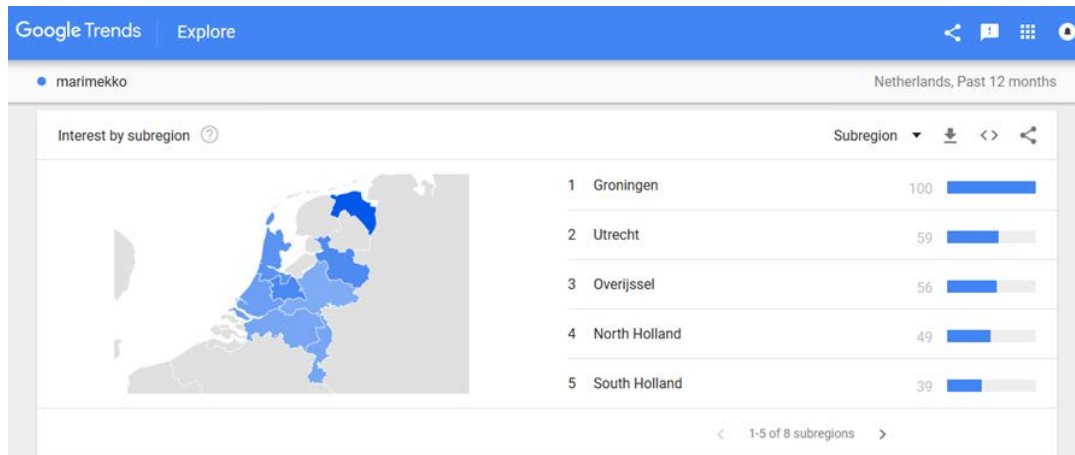 Google Trends Explore
marimekko Netherlands, Past 12 months
Interest by subregion ? Subregion
1 Groningen 100
2 Utrecht 59
3 Overijssel 56
4 North Holland 49
5 South Holland 39
1-5 of 8 subregions